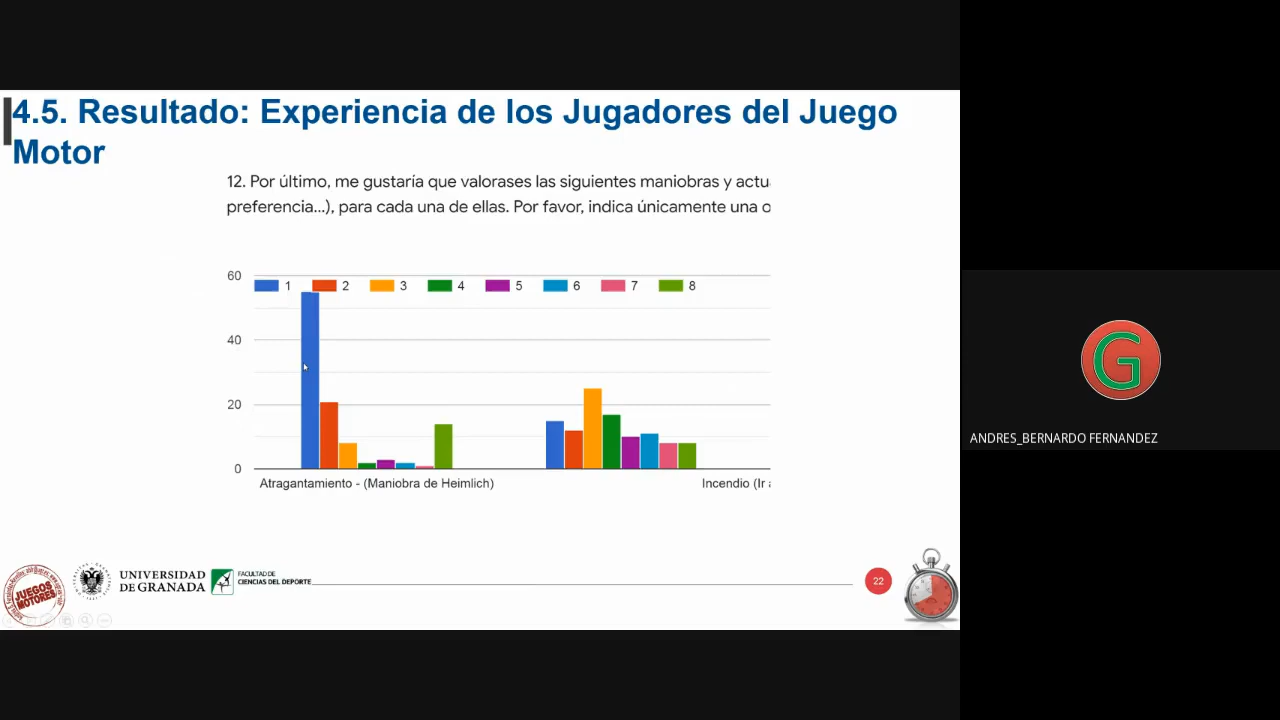 4.5. Resultado: Experiencia de los Jugadores del Juego
Motor
12. Por último, me gustaría que valorases las siguientes maniobras y actu
preferencia...), para cada una de ellas. Por favor, indica únicamente una o
60
1 2 3 4 5 6 7 8
40
20
0
Atragantamiento - (Maniobra de Heimlich)
Incendio (Ir
G
ANDRES_BERNARDO FERNANDEZ
JUEGOS
MOTORES
UNIVERSIDAD
DE GRANADA
FACULTAD DE
CIENCIAS DEL DEPORTE
22